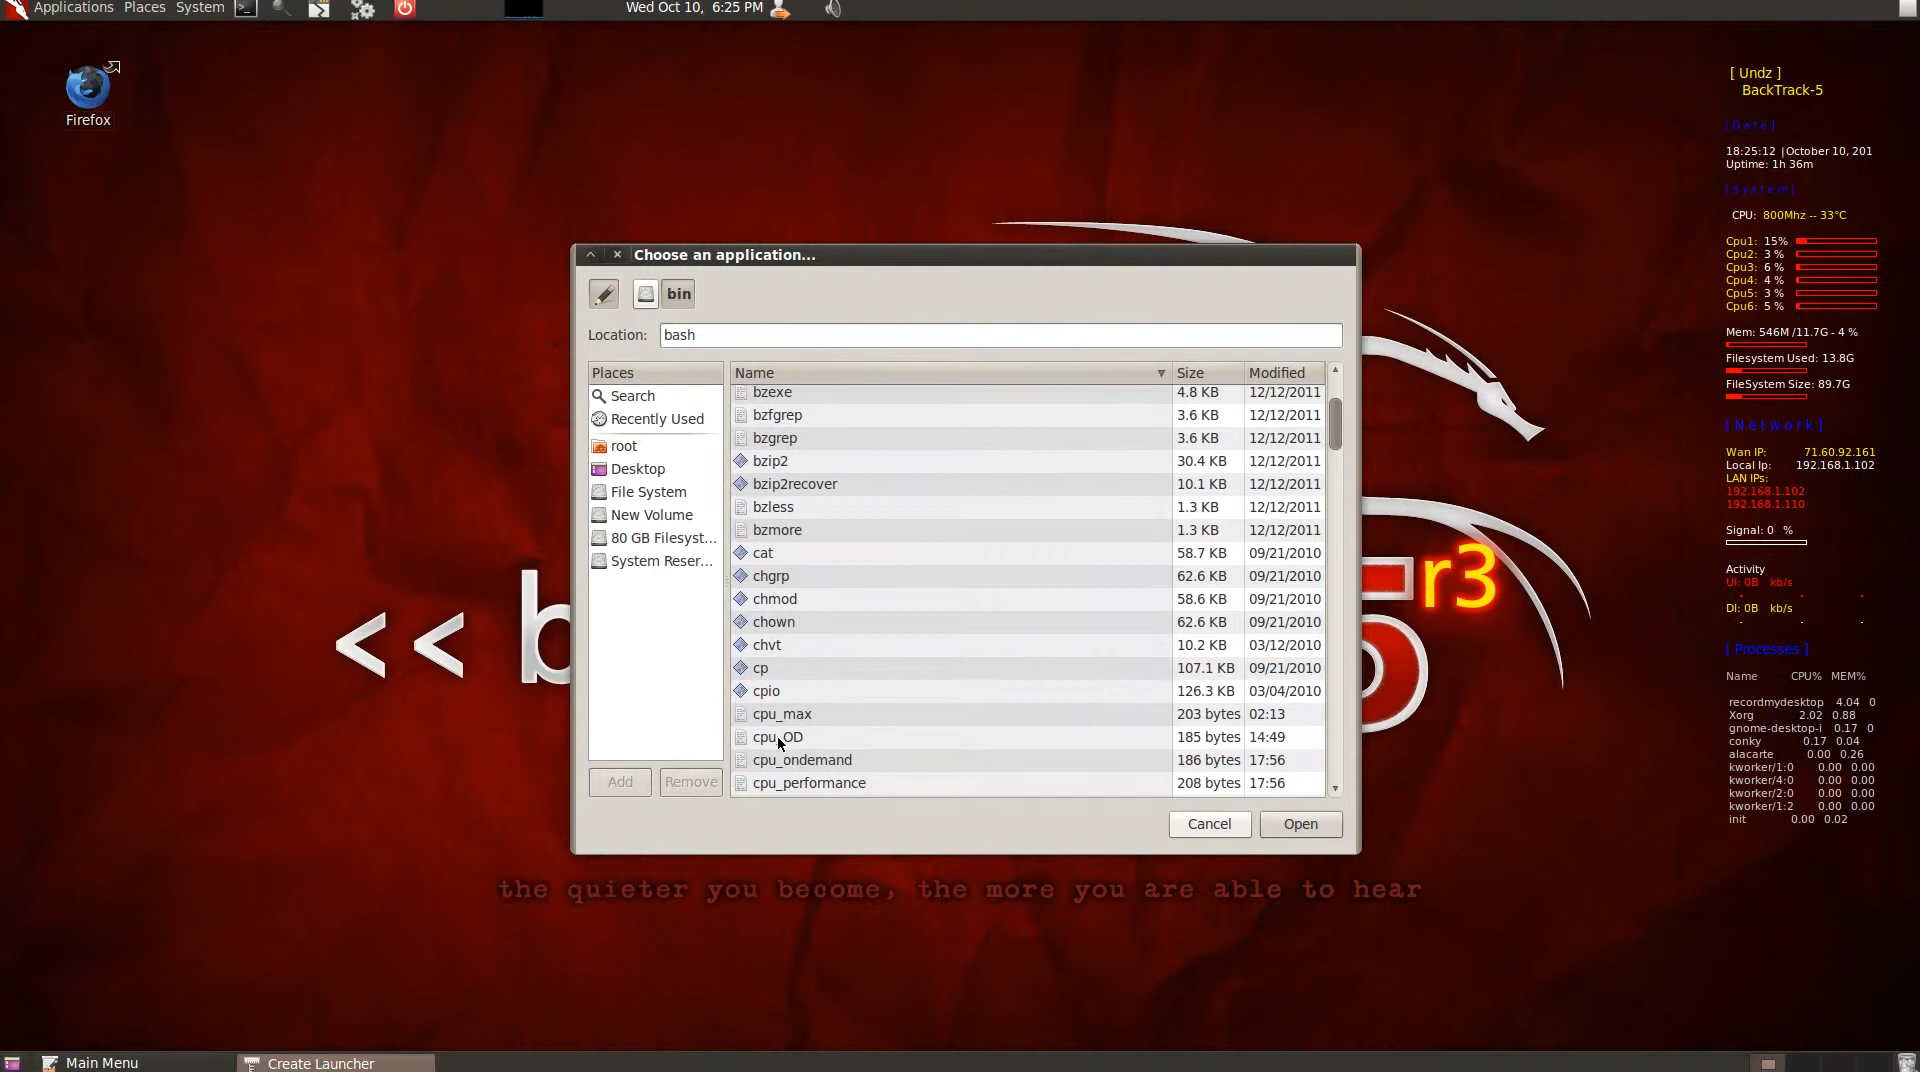 Applications Places System Wed Oct 10, 6:25 PM
Firefox
[ Undz ]
BackTrack-5
[ D a t e ]
18:25:12 |October 10, 201
Uptime: 1h 36m
[ S y s t e m ]
CPU: 800Mhz -- 33°C
Cpu1: 15%
Cpu2: 3 %
Cpu3: 6 %
Cpu4: 4 %
Cpu5: 3 %
Cpu6: 5 %
Mem: 546M /11.7G - 4 %
Filesystem Used: 13.8G
FileSystem Size: 89.7G
[ N e t w o r k ]
Wan IP: 71.60.92.161
Local Ip: 192.168.1.102
LAN IPs:
192.168.1.102
192.168.1.110
Signal: 0 %
Activity
Ul: 0B kb/s
Dl: 0B kb/s
[ Processes ]
Name CPU% MEM%
recordmydesktop 4.04 0
Xorg 2.02 0.88
gnome-desktop-i 0.17 0
conky 0.17 0.04
alacarte 0.00 0.26
kworker/1:0 0.00 0.00
kworker/4:0 0.00 0.00
kworker/2:0 0.00 0.00
kworker/1:2 0.00 0.00
init 0.00 0.02
Choose an application...
bin
Location: bash
Places
Search
Recently Used
root
Desktop
File System
New Volume
80 GB Filesyst...
System Reser...
Add Remove
Name Size Modified
bzexe 4.8 KB 12/12/2011
bzfgrep 3.6 KB 12/12/2011
bzgrep 3.6 KB 12/12/2011
bzip2 30.4 KB 12/12/2011
bzip2recover 10.1 KB 12/12/2011
bzless 1.3 KB 12/12/2011
bzmore 1.3 KB 12/12/2011
cat 58.7 KB 09/21/2010
chgrp 62.6 KB 09/21/2010
chmod 58.6 KB 09/21/2010
chown 62.6 KB 09/21/2010
chvt 10.2 KB 03/12/2010
cp 107.1 KB 09/21/2010
cpio 126.3 KB 03/04/2010
cpu_max 203 bytes 02:13
cpu_OD 185 bytes 14:49
cpu_ondemand 186 bytes 17:56
cpu_performance 208 bytes 17:56
Cancel Open
<< b 5 r3
the quieter you become, the more you are able to hear
Main Menu Create Launcher